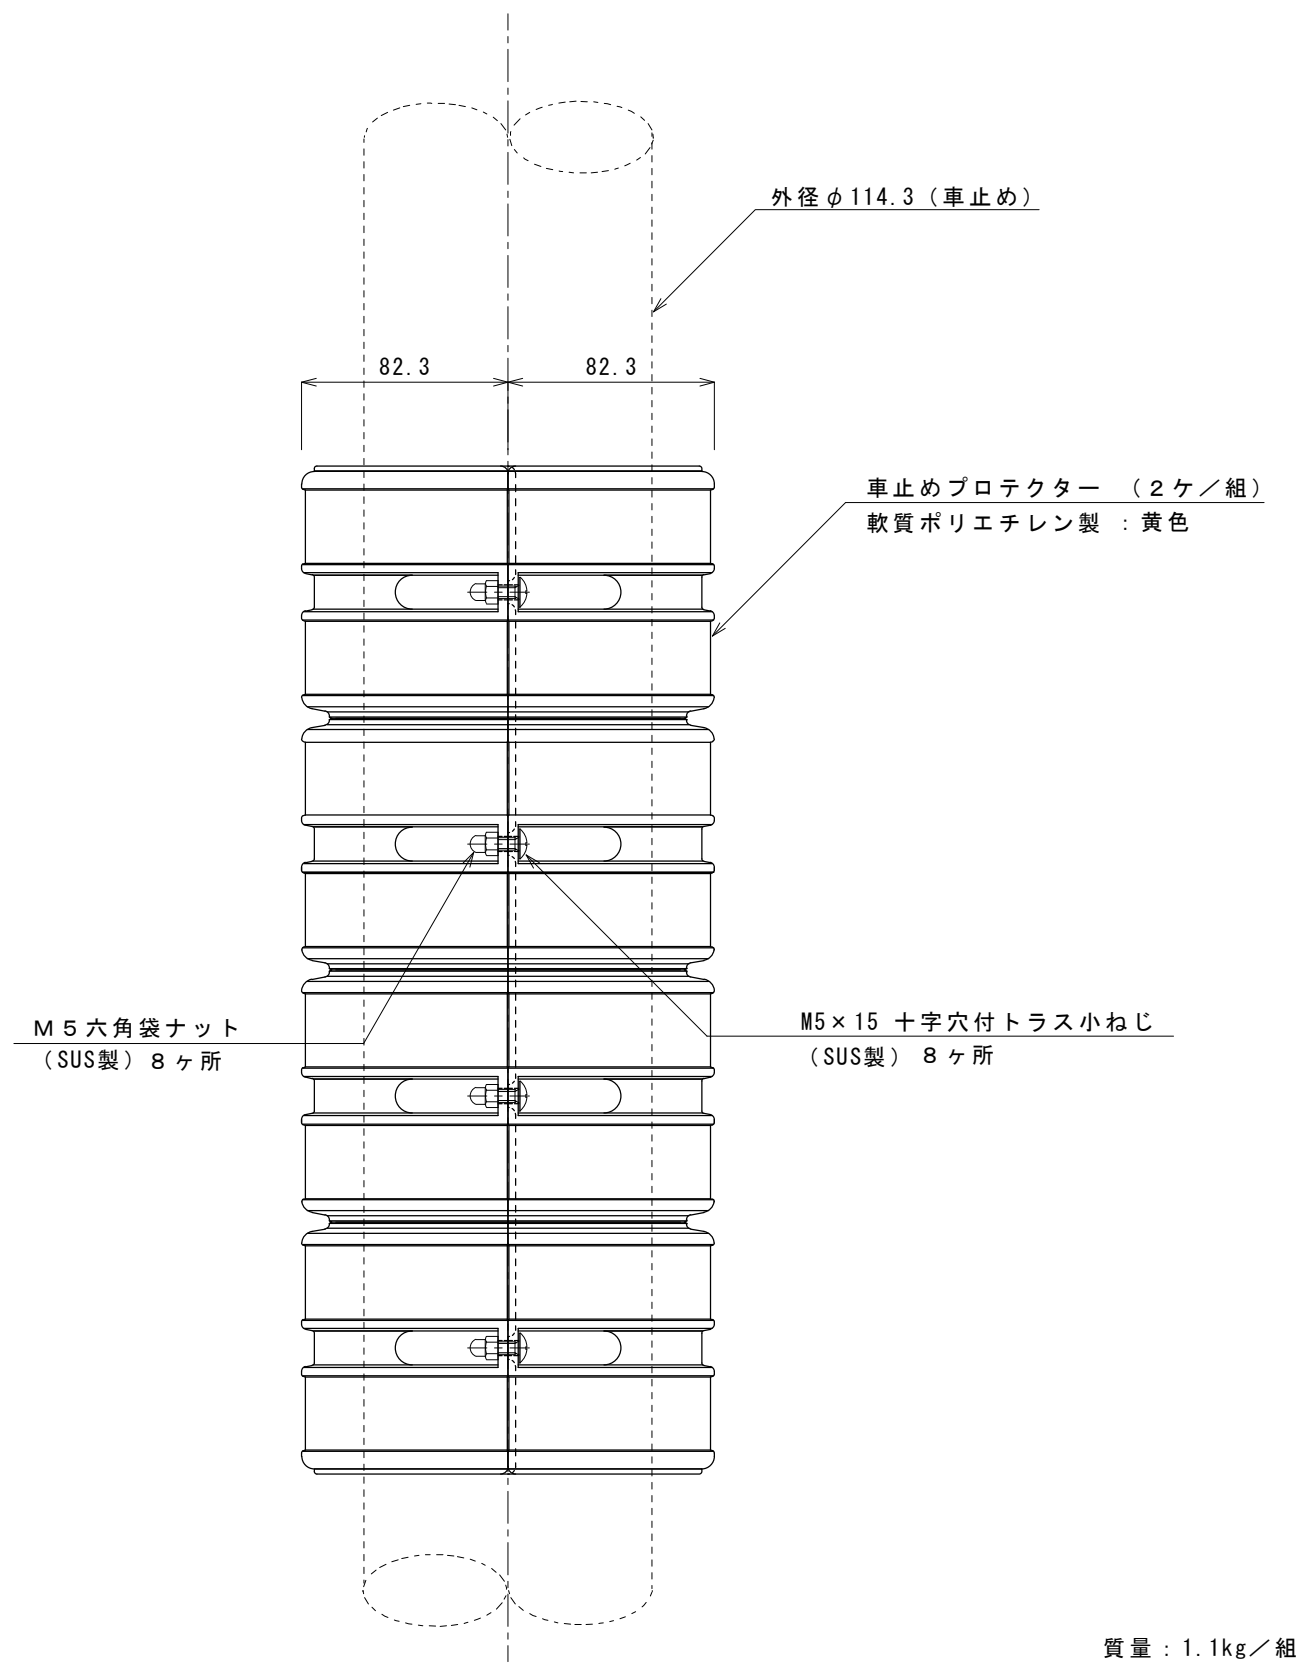 外径φ114.3（車止め）
82.3
82.3
車止めプロテクター （２ケ／組）
軟質ポリエチレン製 ：黄色
Ｍ５六角袋ナット
（SUS製）８ヶ所
M5×15 十字穴付トラス小ねじ
（SUS製） ８ヶ所
質量：1.1kg／組